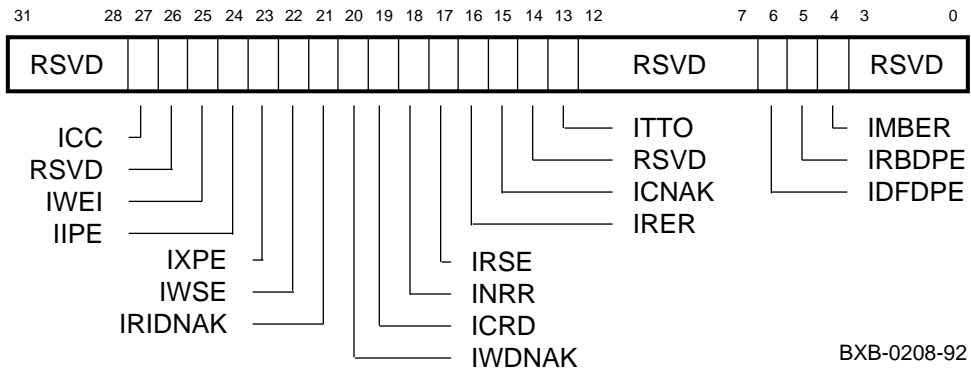 31 28 27 26 25 24 23 22 21 20 19 18 17 16 15 14 13 12 7 6 5 4 3 0
RSVD RSVD RSVD
ICC ITTO IMBER
RSVD RSVD IRBDPE
IWEI ICNAK IDFDPE
IIPE IRER
IXPE IRSE
IWSE INRR
IRIDNAK ICRD
IWDNAK BXB-0208-92